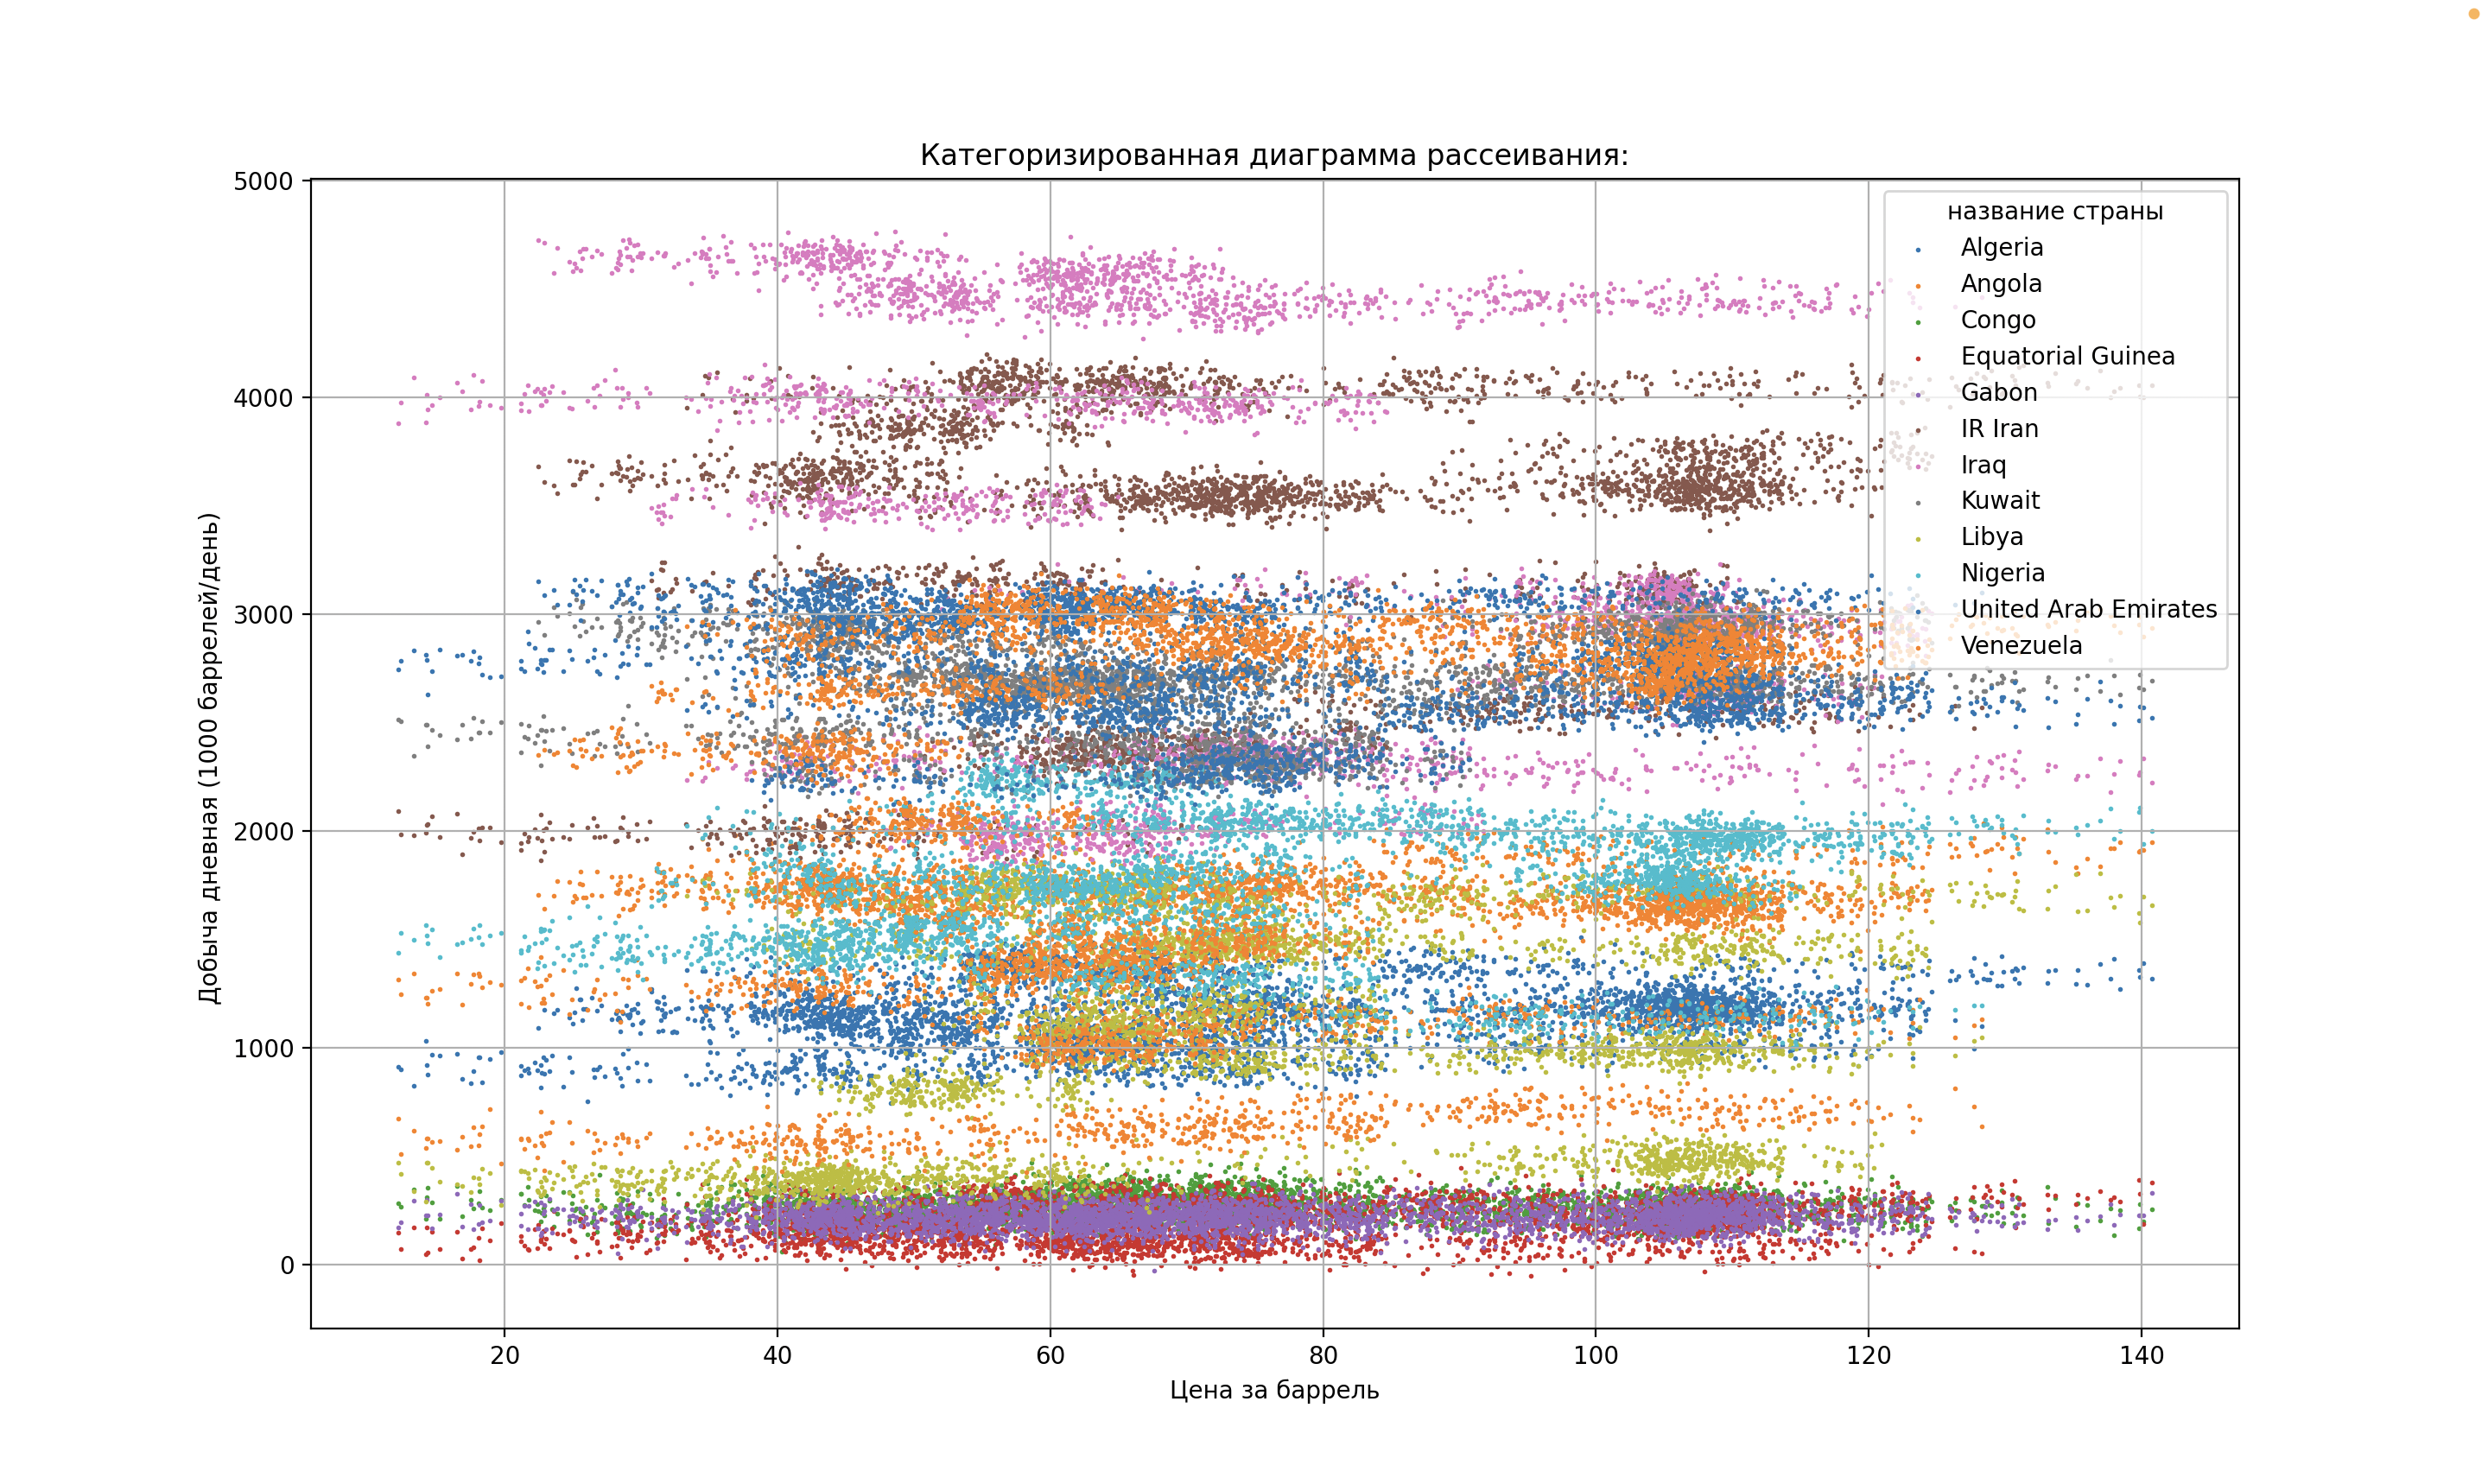 Категоризированная диаграмма рассеивания:
5000
4000
3000
2000
1000
0
Добыча дневная (1000 баррелей/день)
название страны
Algeria
Angola
Congo
Equatorial Guinea
Gabon
IR Iran
Iraq
Kuwait
Libya
Nigeria
United Arab Emirates
Venezuela
20 40 60 80 100 120 140
Цена за баррель